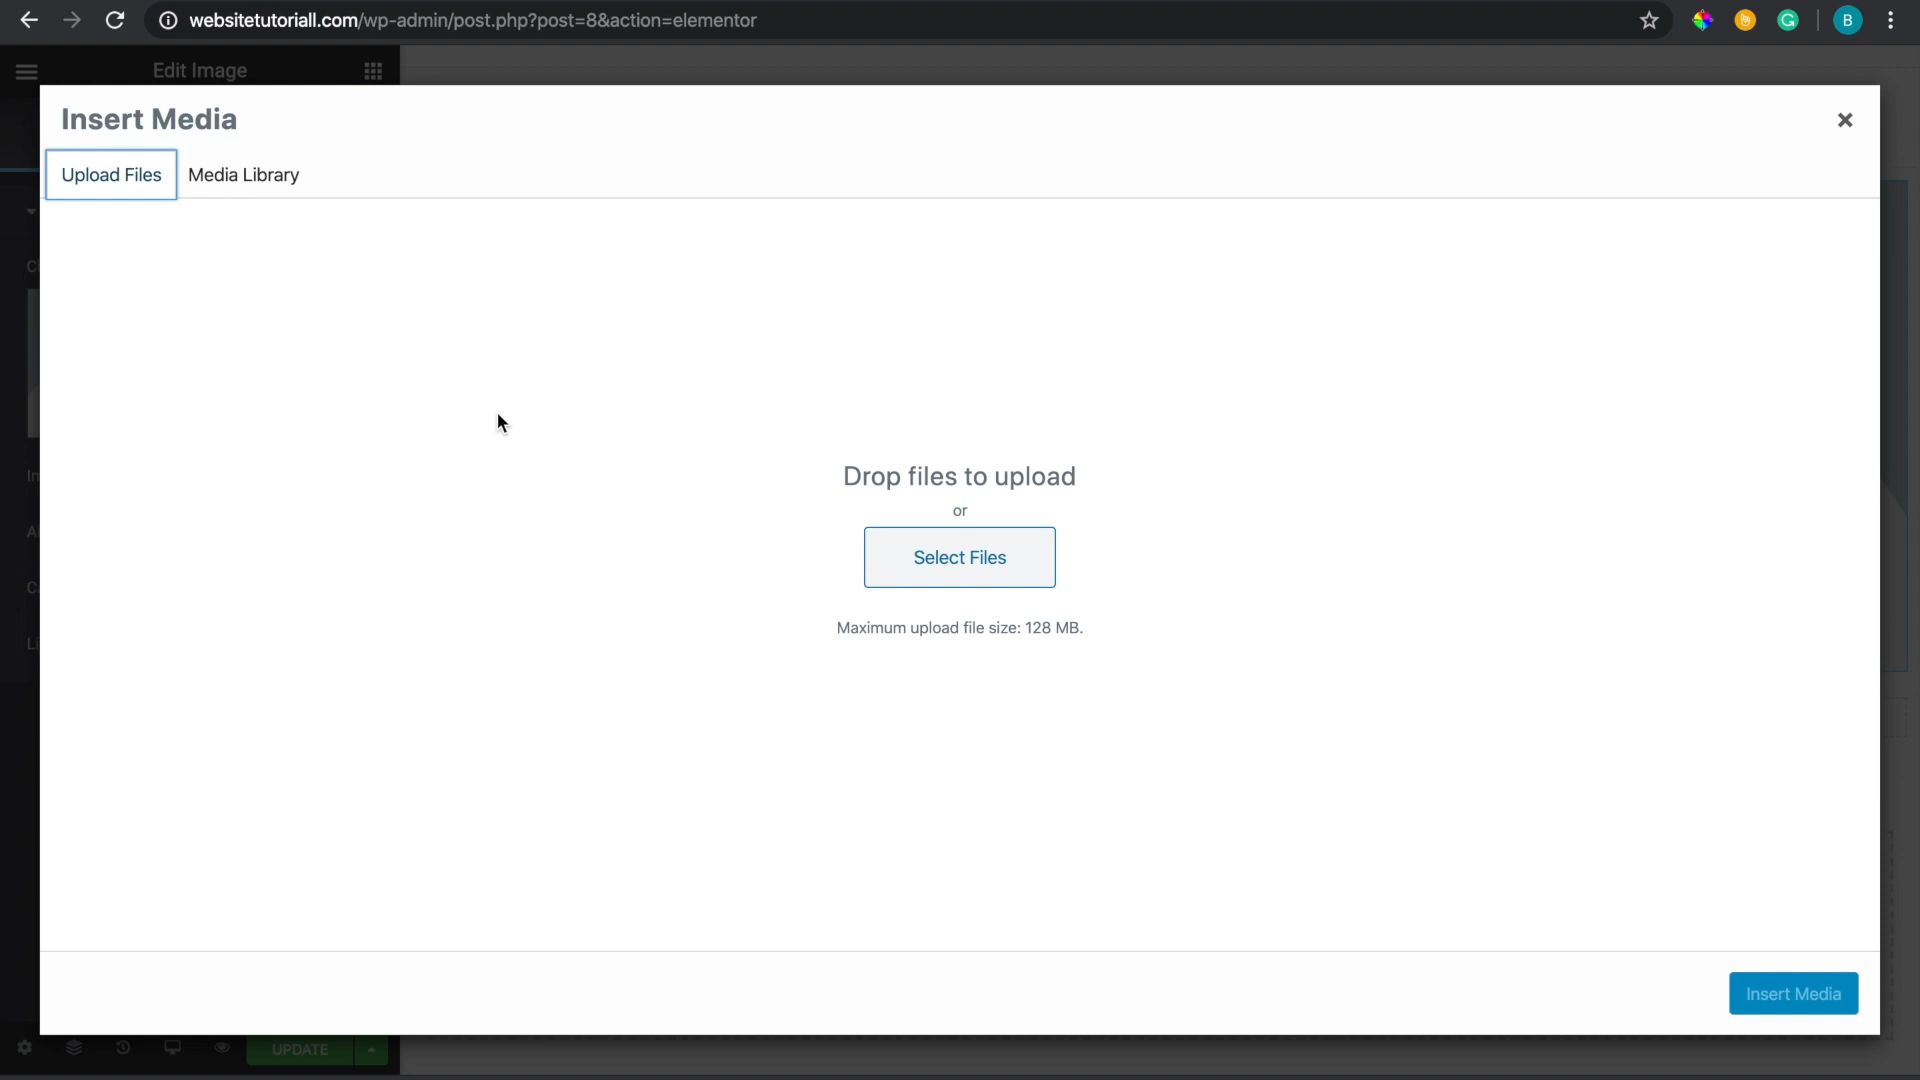 websitetutoriall.com/wp-admin/post.php?post=8&action=elementor
B
Edit Image
Insert Media
Upload Files Media Library
Drop files to upload
or
Select Files
Maximum upload file size: 128 MB.
Insert Media
UPDATE